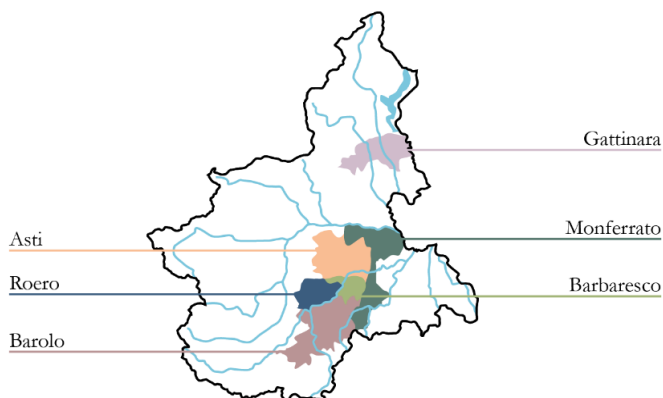 Gattinara
Monferrato
Asti
Roero
Barbaresco
Barolo